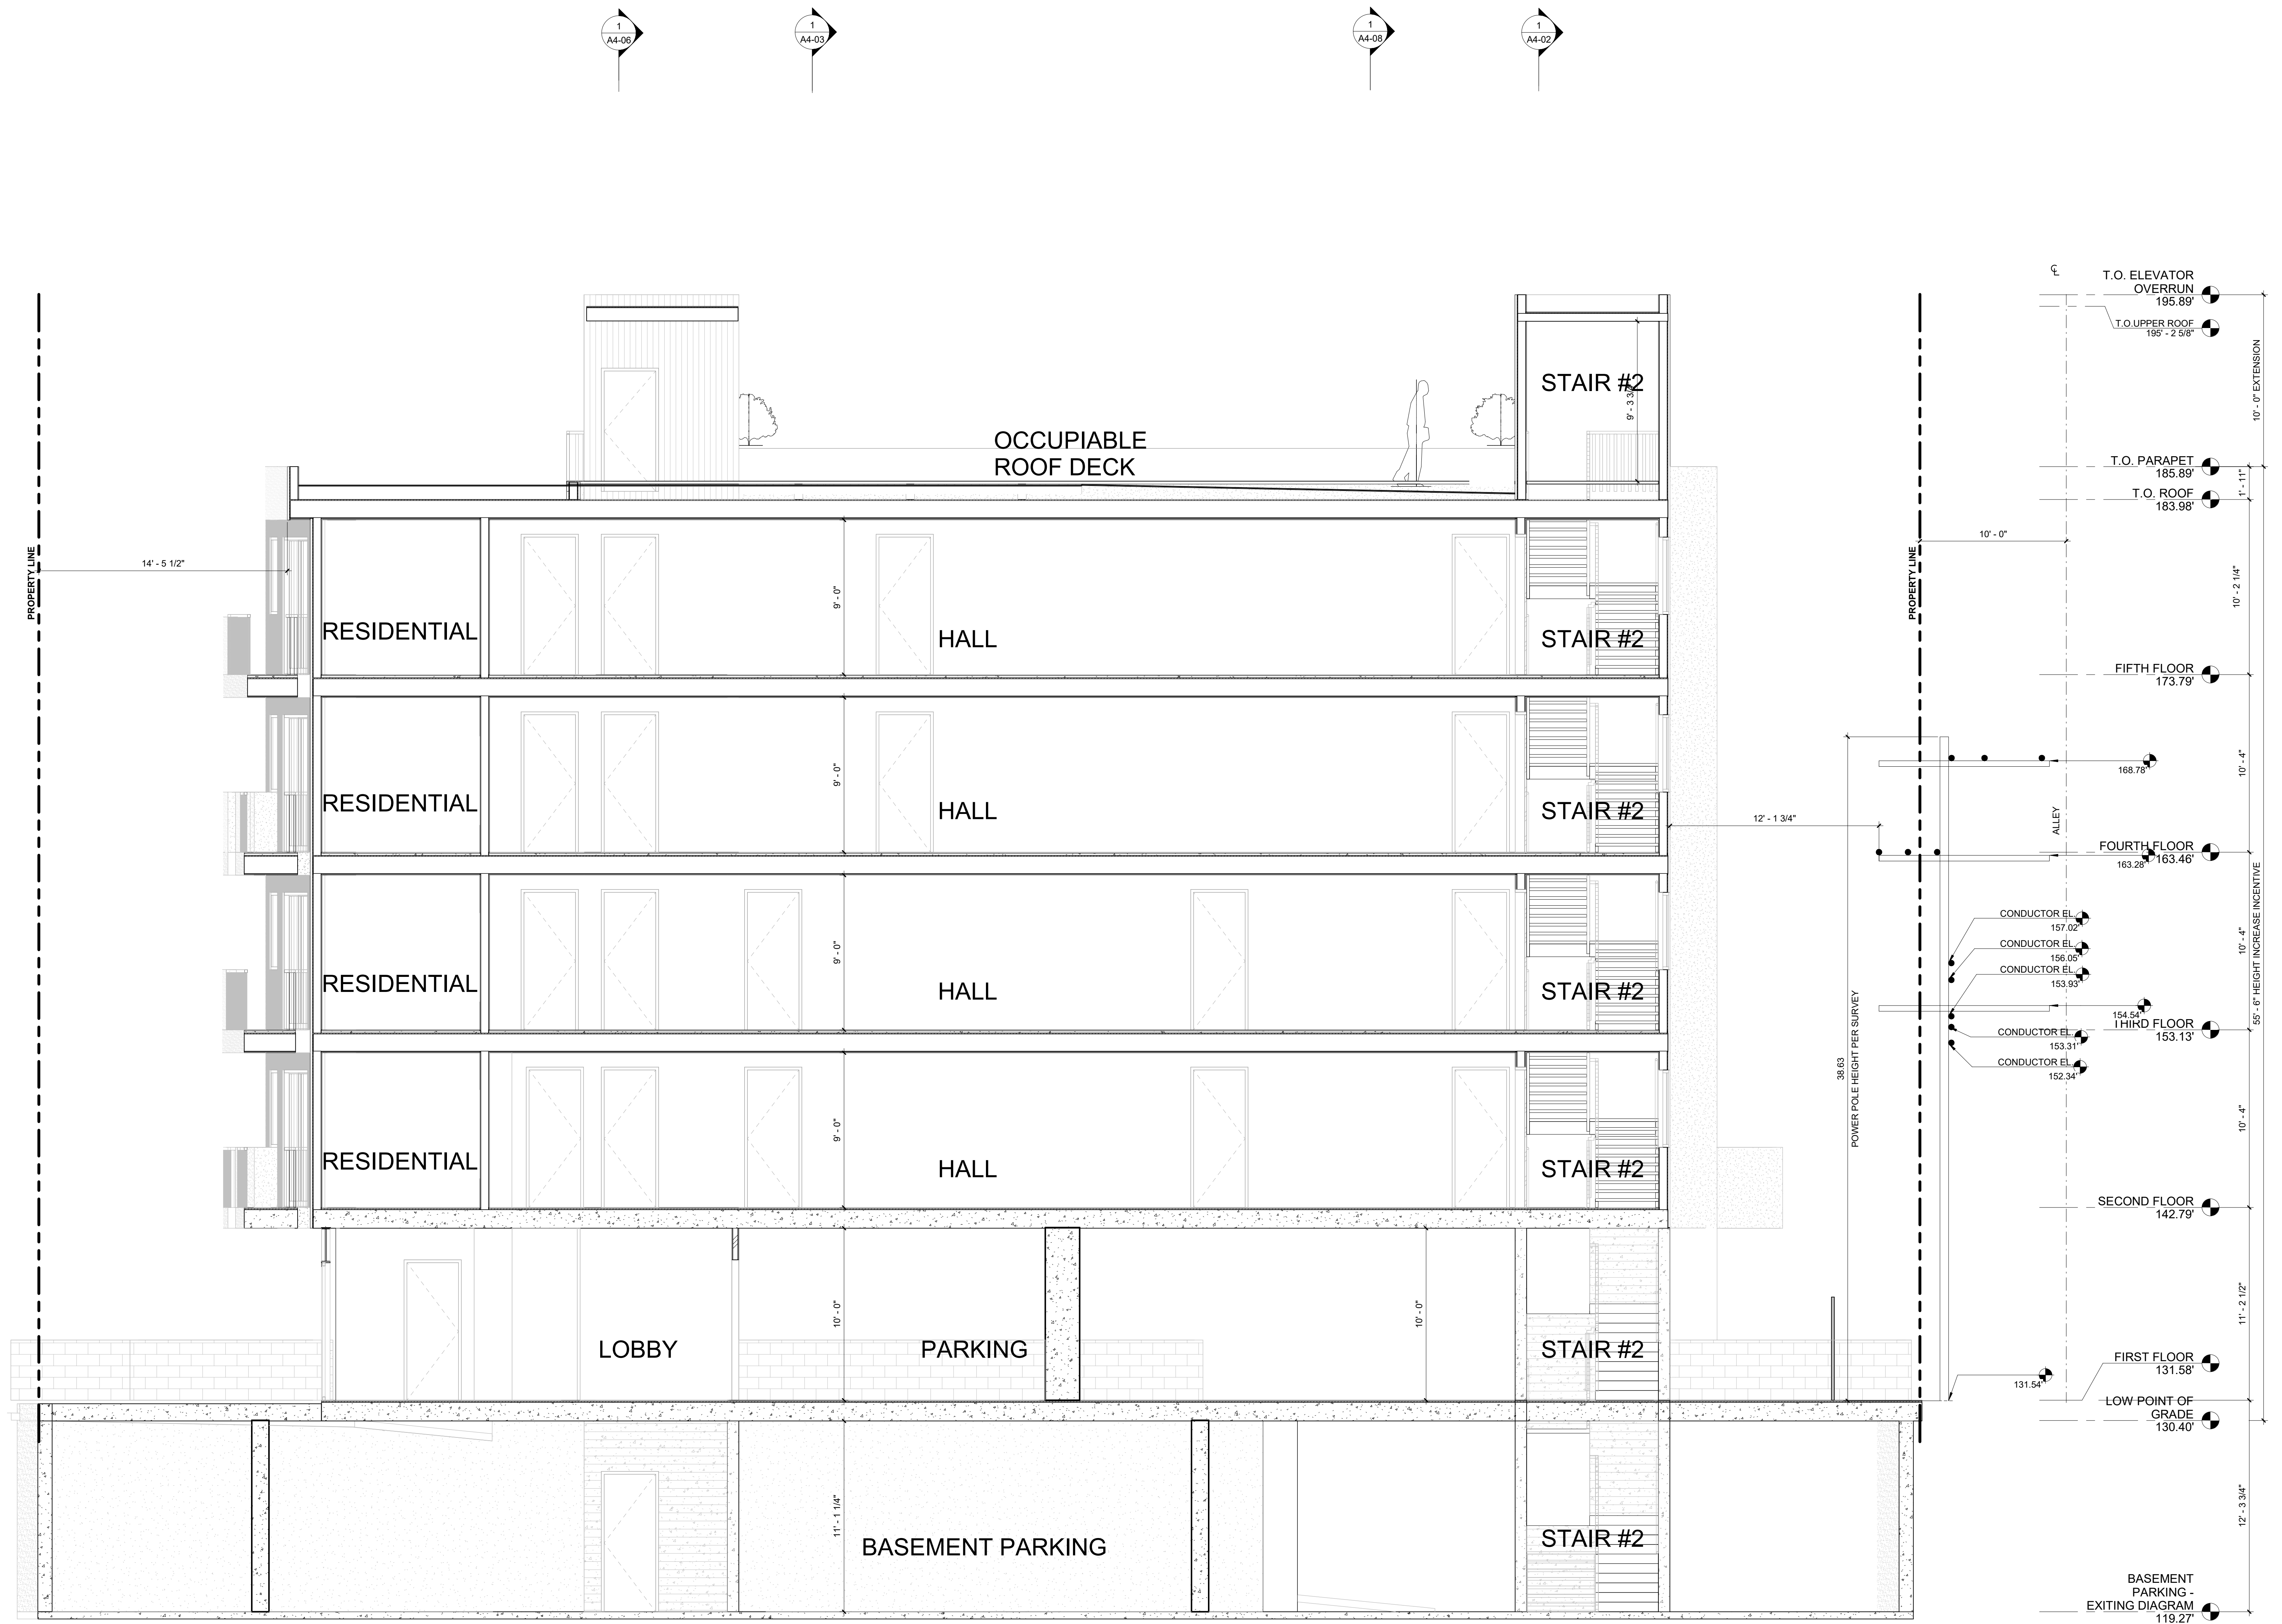 1
A4-06
1
A4-03
1
A4-08
1
A4-02
℄
T.O. ELEVATOR
OVERRUN
195.89'
T.O.UPPER ROOF
195' - 2 5/8"
10' - 0" EXTENSION
STAIR #2
OCCUPIABLE
ROOF DECK
T.O. PARAPET
185.89'
1' - 11"
T.O. ROOF
183.98'
PROPERTY LINE
14' - 5 1/2"
10' - 0"
PROPERTY LINE
10' - 2 1/4"
9' - 0"
RESIDENTIAL
HALL
STAIR #2
FIFTH FLOOR
173.79'
168.78'
10' - 4"
9' - 0"
RESIDENTIAL
HALL
STAIR #2
12' - 1 3/4"
ALLEY
FOURTH FLOOR
163.46'
163.28'
55' - 6" HEIGHT INCREASE INCENTIVE
CONDUCTOR EL.
157.02'
CONDUCTOR EL.
156.05'
10' - 4"
9' - 0"
RESIDENTIAL
HALL
STAIR #2
CONDUCTOR EL.
153.93'
154.54'
THIRD FLOOR
153.13'
CONDUCTOR EL.
153.31'
CONDUCTOR EL.
152.34'
38.63
POWER POLE HEIGHT PER SURVEY
10' - 4"
9' - 0"
RESIDENTIAL
HALL
STAIR #2
SECOND FLOOR
142.79'
11' - 2 1/2"
10' - 0"
10' - 0"
LOBBY
PARKING
STAIR #2
FIRST FLOOR
131.58'
131.54'
LOW POINT OF
GRADE
130.40'
12' - 3 3/4"
11' - 1 1/4"
BASEMENT PARKING
STAIR #2
BASEMENT
PARKING -
EXITING DIAGRAM
119.27'